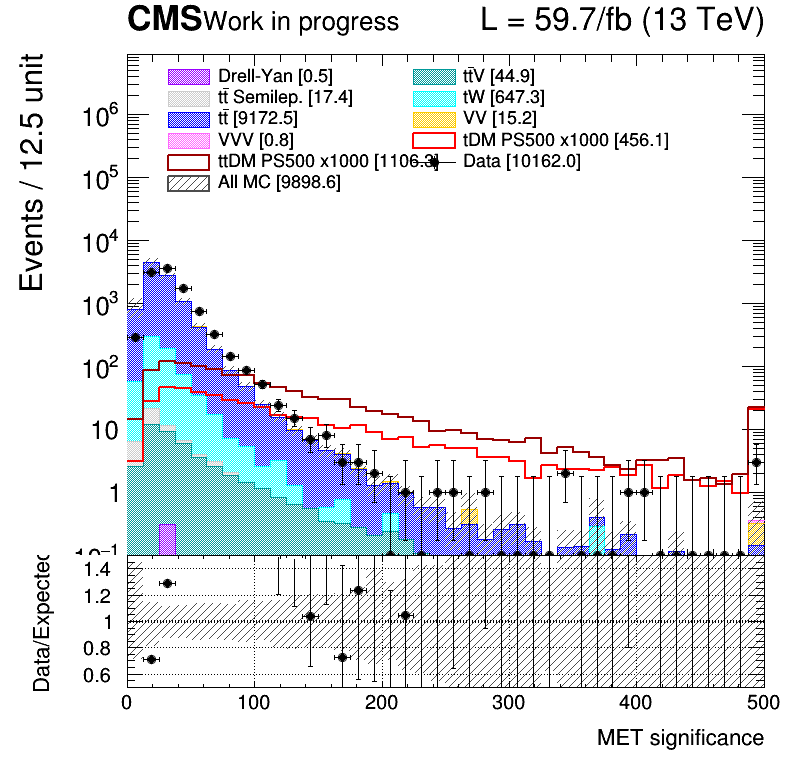 CMS Work in progress L = 59.7/fb (13 TeV)
Events / 12.5 unit
Drell-Yan [0.5] tt̄V [44.9]
tt̄ Semilep. [17.4] tW [647.3]
tt̄ [9172.5] VV [15.2]
VVV [0.8] tDM PS500 x1000 [456.1]
ttDM PS500 x1000 [1106.3] Data [10162.0]
All MC [9898.6]
10⁶
10⁵
10⁴
10³
10²
10
1
10⁻¹
Data/Expected
1.4
1.2
1
0.8
0.6
0 100 200 300 400 500
MET significance